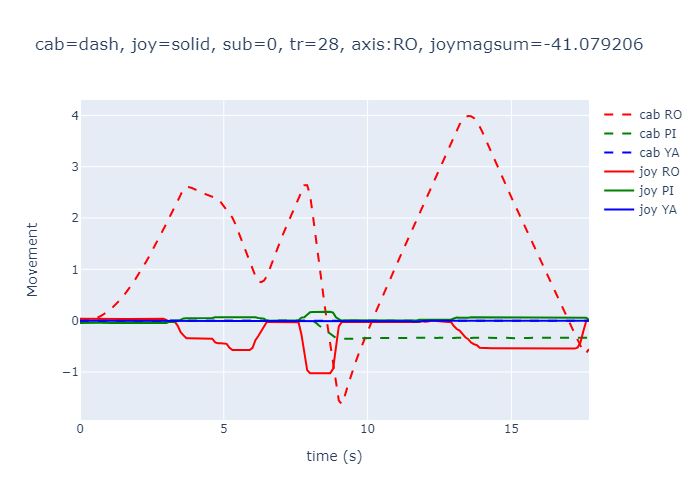 cab=dash, joy=solid, sub=0, tr=28, axis:RO, joymagsum=-41.079206
4
3
2
1
0
−1
Movement
0
5
10
15
time (s)
cab RO
cab PI
cab YA
joy RO
joy PI
joy YA